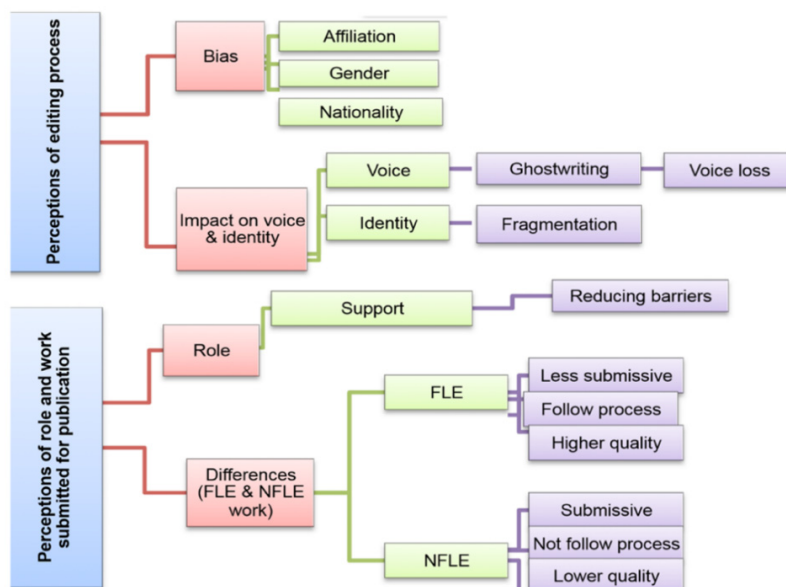 Perceptions of editing process
Bias
Affiliation
Gender
Nationality
Impact on voice
& identity
Voice
Ghostwriting
Voice loss
Identity
Fragmentation
Perceptions of role and work
submitted for publication
Role
Support
Reducing barriers
Differences
(FLE & NFLE
work)
FLE
Less submissive
Follow process
Higher quality
NFLE
Submissive
Not follow process
Lower quality